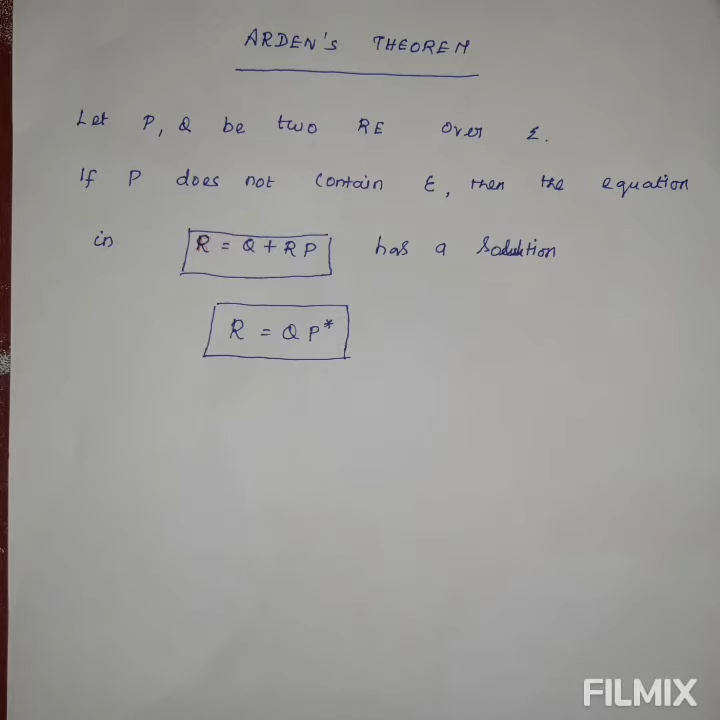 ARDEN'S THEOREM
Let P, Q be two RE over Σ.
If P does not contain ε, then the equation
in R = Q + RP has a solution
R = QP*
FILMIX